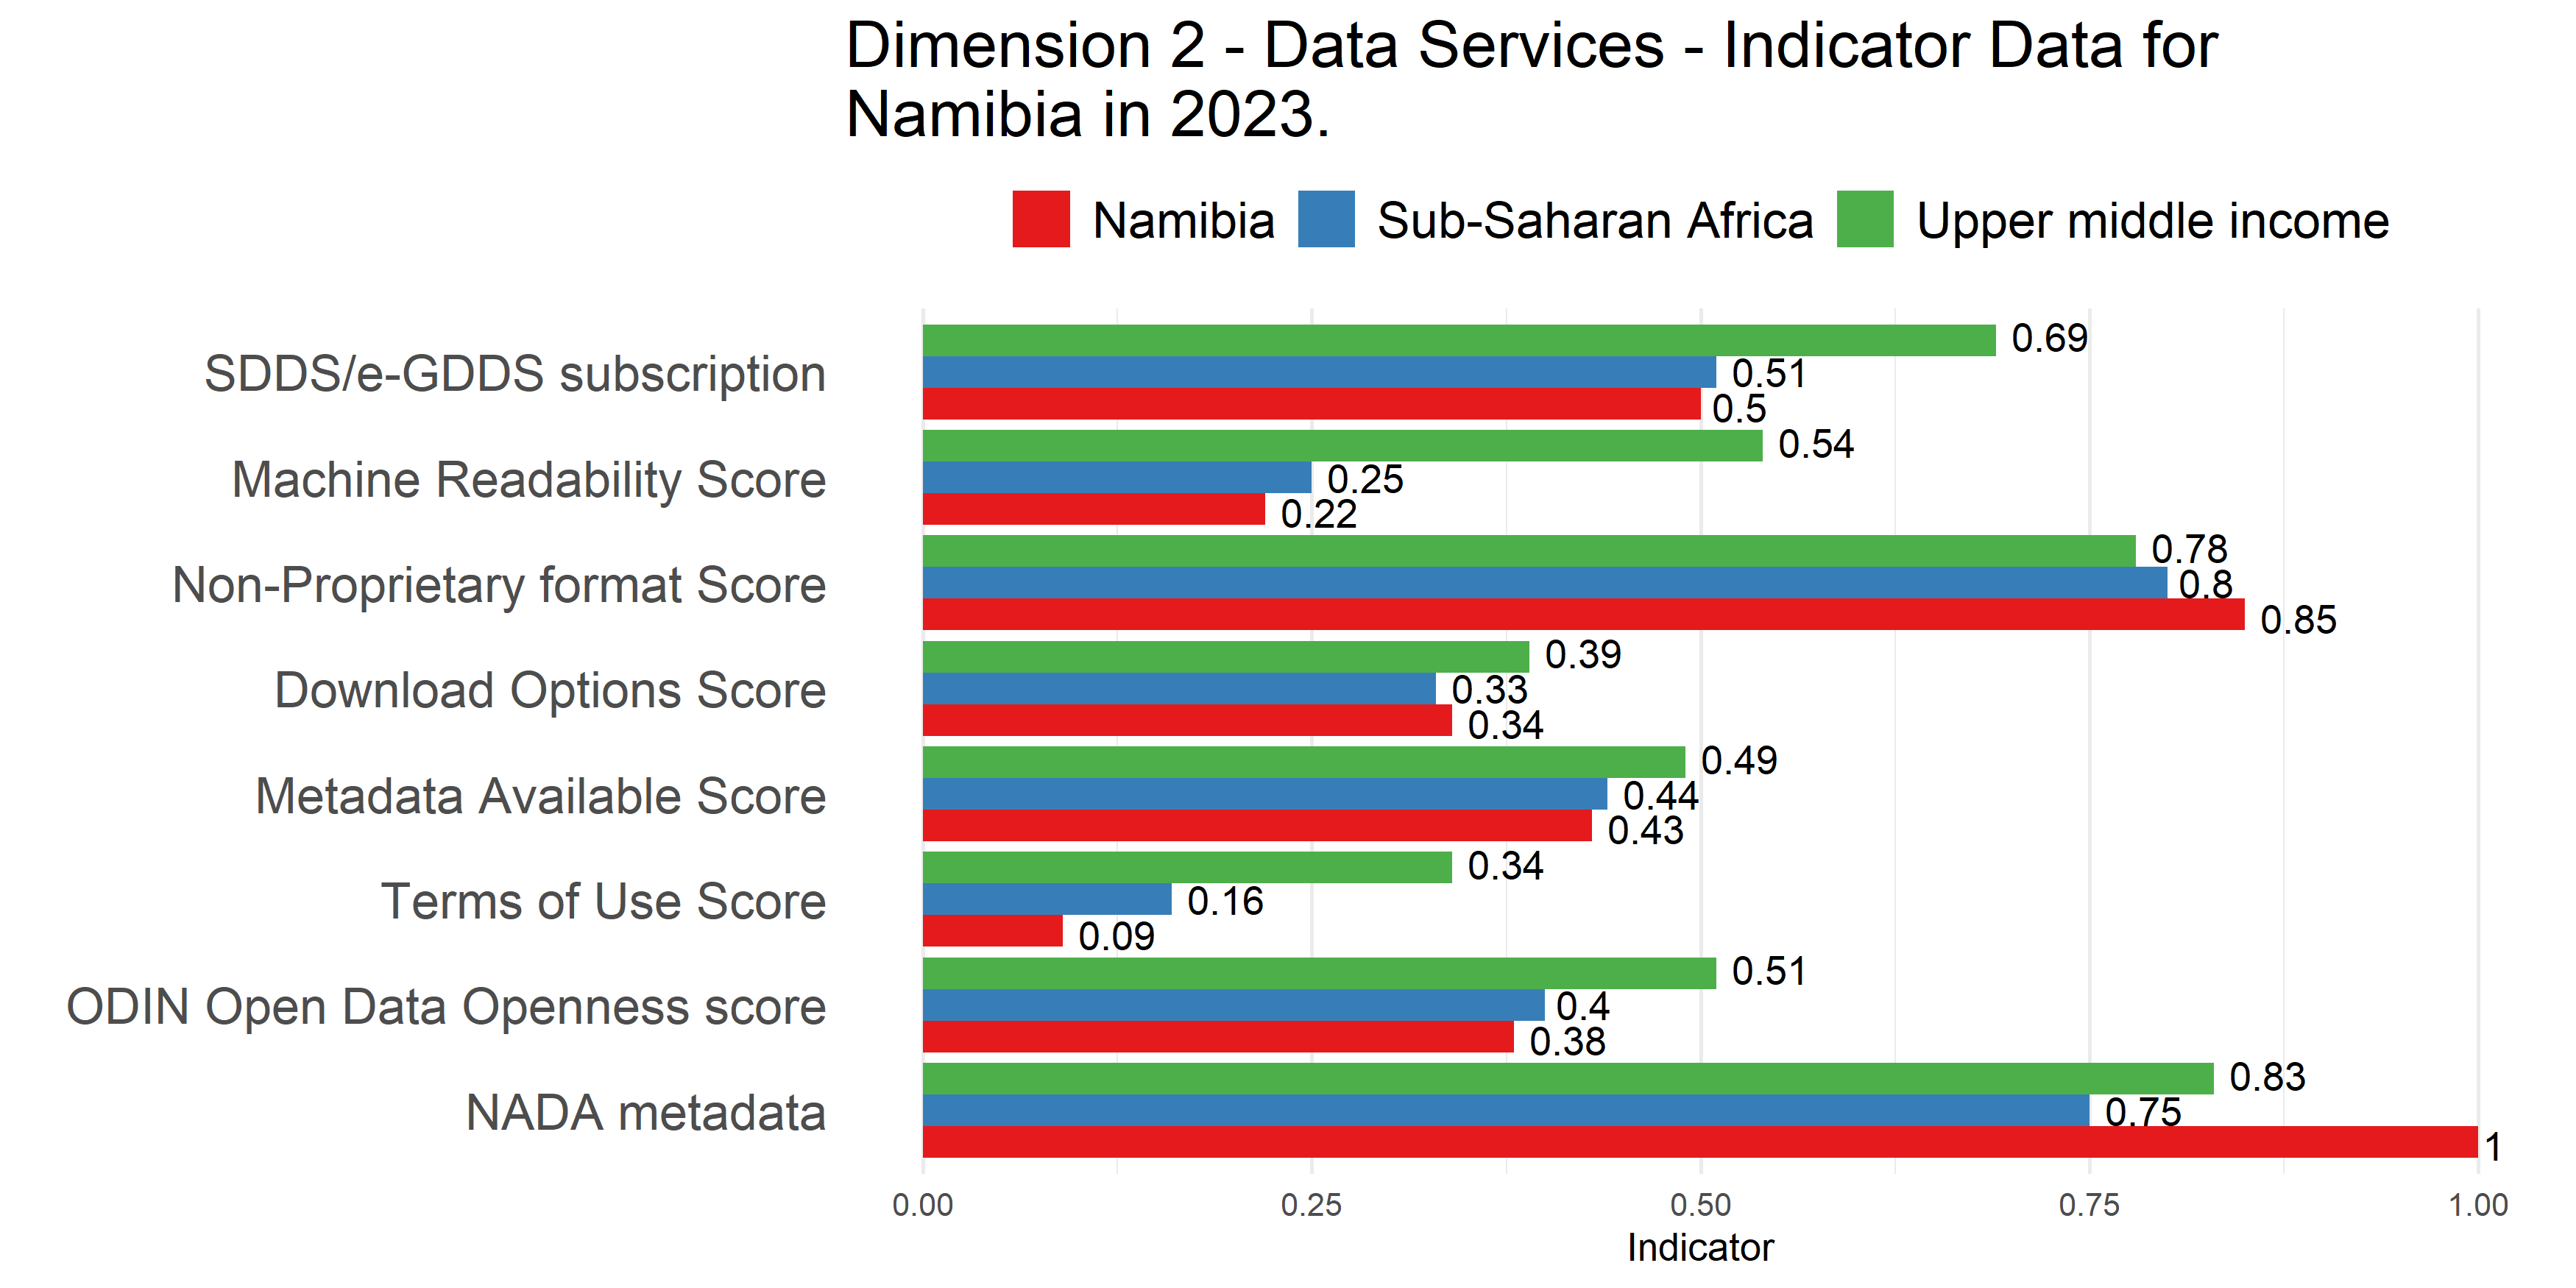 Dimension 2 - Data Services - Indicator Data for
Namibia in 2023.
Namibia Sub-Saharan Africa Upper middle income
SDDS/e-GDDS subscription
0.69
0.51
0.5
Machine Readability Score
0.54
0.25
0.22
Non-Proprietary format Score
0.78
0.8
0.85
Download Options Score
0.39
0.33
0.34
Metadata Available Score
0.49
0.44
0.43
Terms of Use Score
0.34
0.16
0.09
ODIN Open Data Openness score
0.51
0.4
0.38
NADA metadata
0.83
0.75
1
0.00 0.25 0.50 0.75 1.00
Indicator